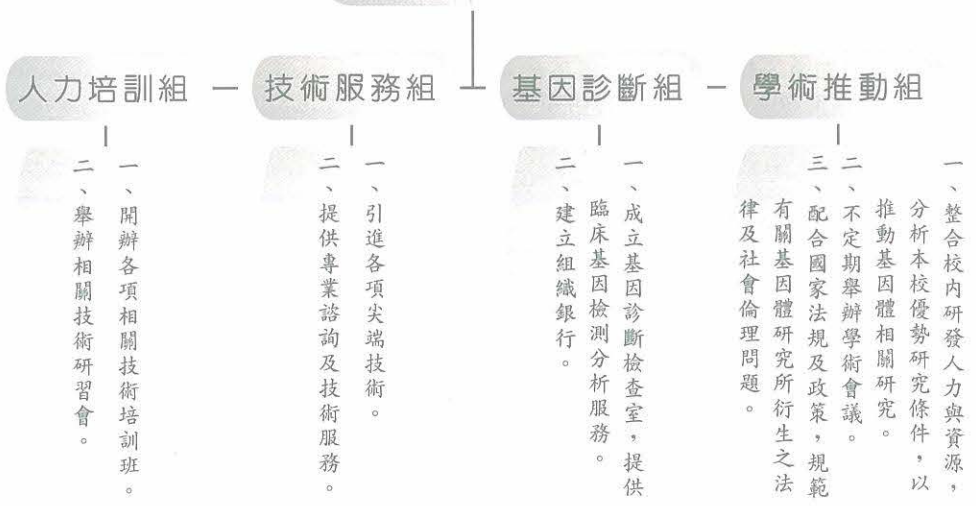 人力培訓組
技術服務組
基因診斷組
學術推動組
一、整合校內研發人力與資源，
分析本校優勢研究條件，以
推動基因體相關研究。
二、不定期舉辦學術會議。
三、配合國家法規及政策，規範
有關基因體研究所衍生之法
律及社會倫理問題。
一、成立基因診斷檢查室，提供
臨床基因檢測分析服務。
二、建立組織銀行。
一、引進各項尖端技術。
二、提供專業諮詢及技術服務。
一、開辦各項相關技術培訓班。
二、舉辦相關技術研習會。